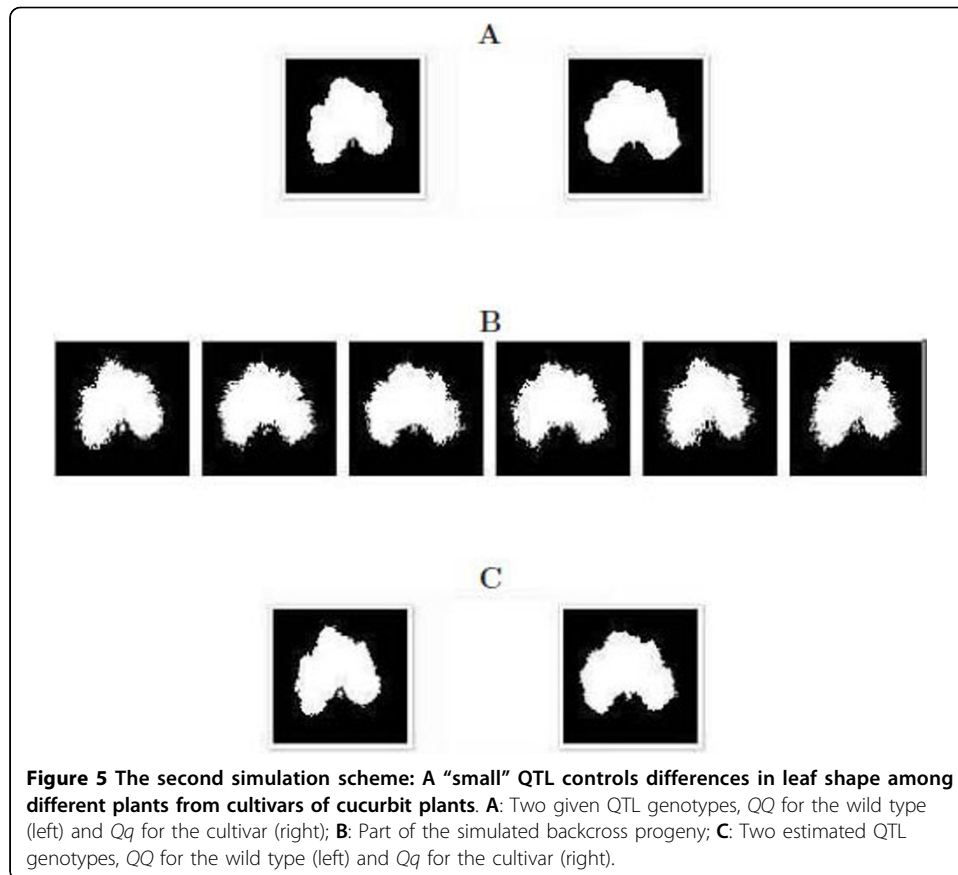 A
B
C
Figure 5 The second simulation scheme: A “small” QTL controls differences in leaf shape among
different plants from cultivars of cucurbit plants. A: Two given QTL genotypes, QQ for the wild type
(left) and Qq for the cultivar (right); B: Part of the simulated backcross progeny; C: Two estimated QTL
genotypes, QQ for the wild type (left) and Qq for the cultivar (right).